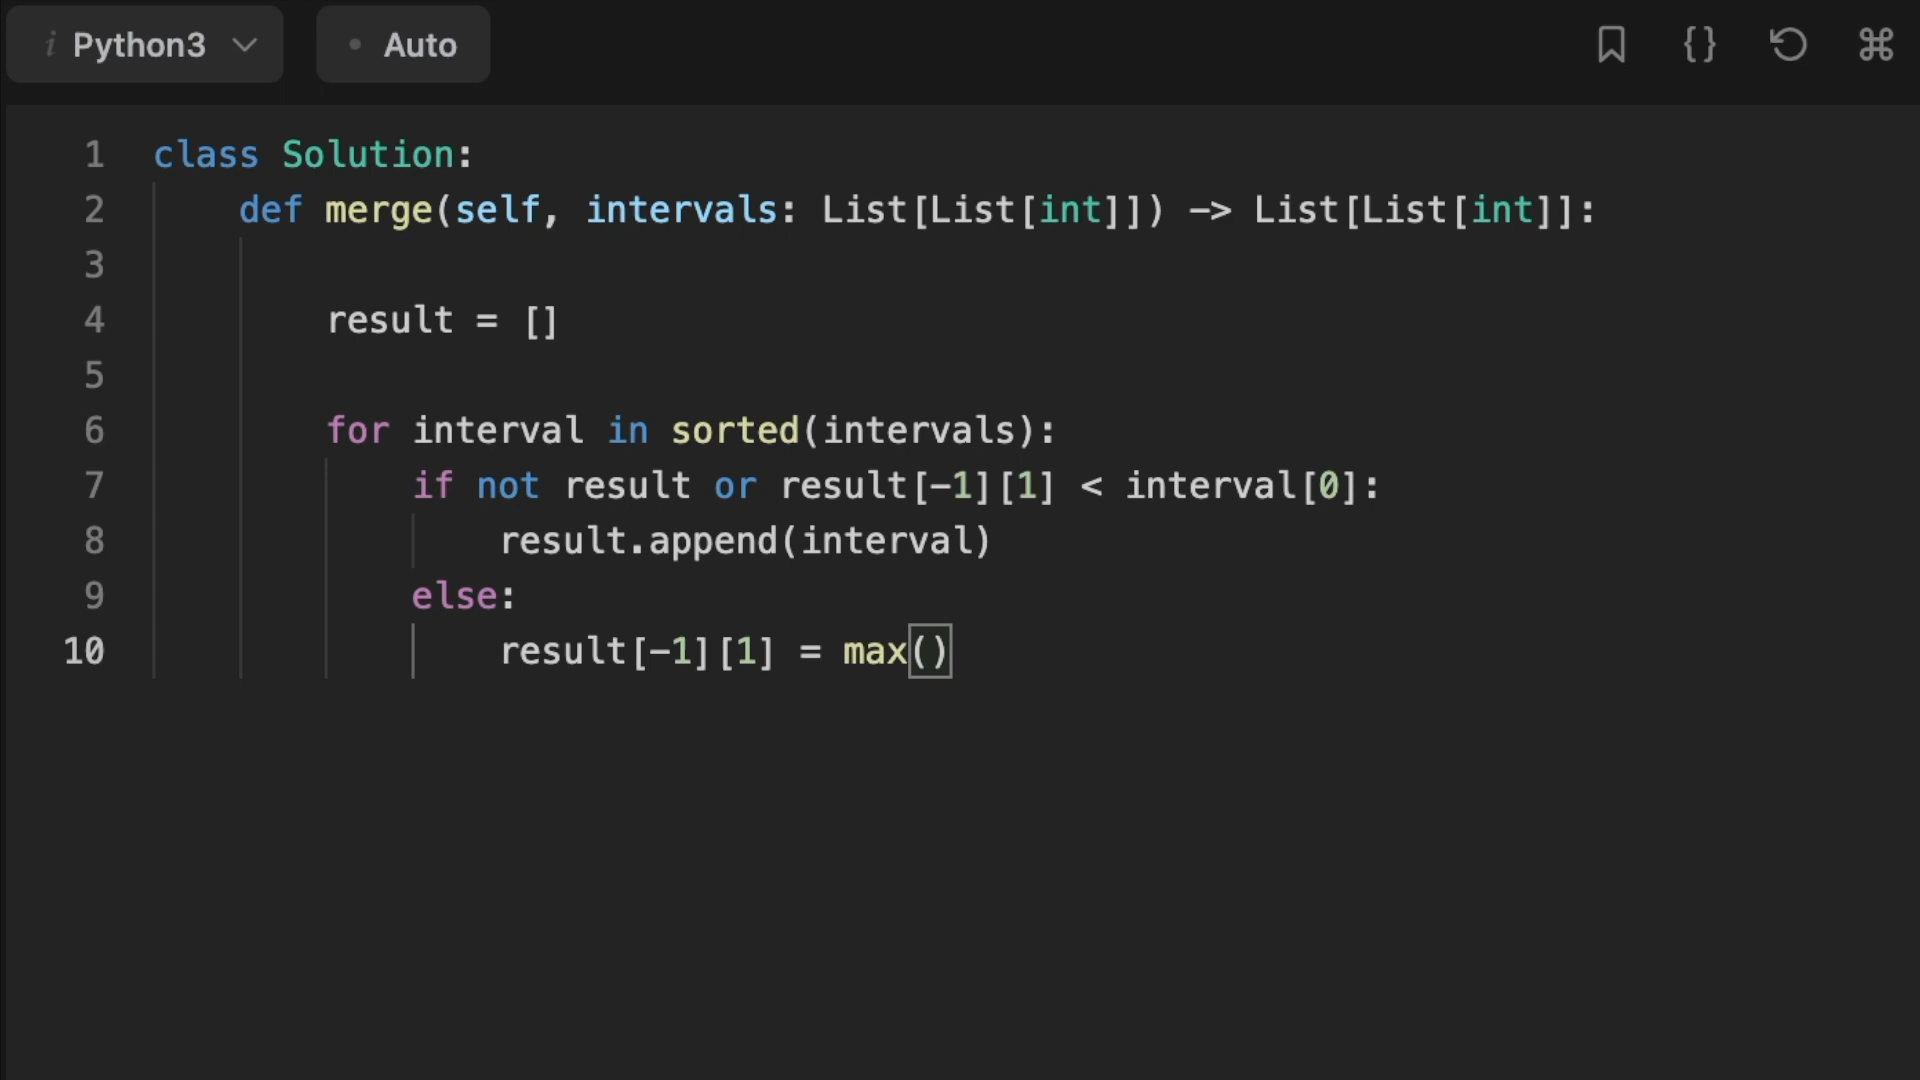 i Python3 Auto {} ⌘
1 class Solution:
2 def merge(self, intervals: List[List[int]]) -> List[List[int]]:
3
4 result = []
5
6 for interval in sorted(intervals):
7 if not result or result[-1][1] < interval[0]:
8 result.append(interval)
9 else:
10 result[-1][1] = max()